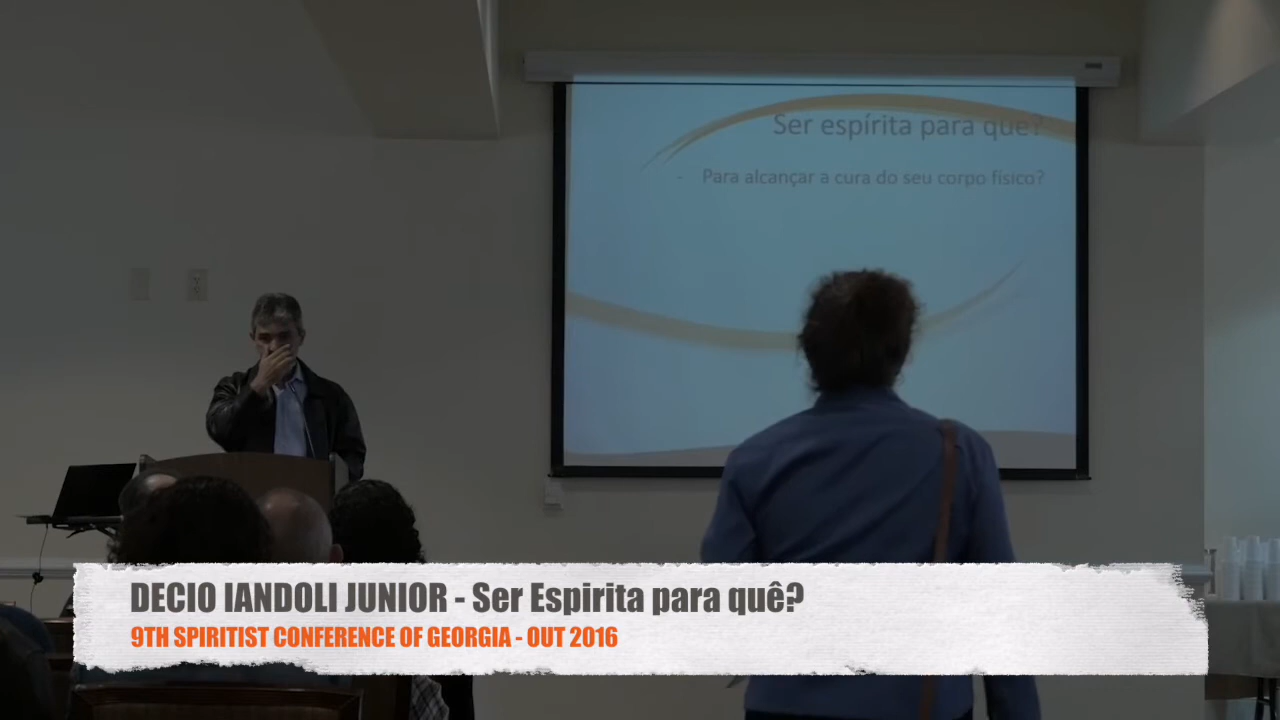 Ser espírita para que?
- Para alcançar a cura do seu corpo físico?
DECIO IANDOLI JUNIOR - Ser Espirita para quê?
9TH SPIRITIST CONFERENCE OF GEORGIA - OUT 2016